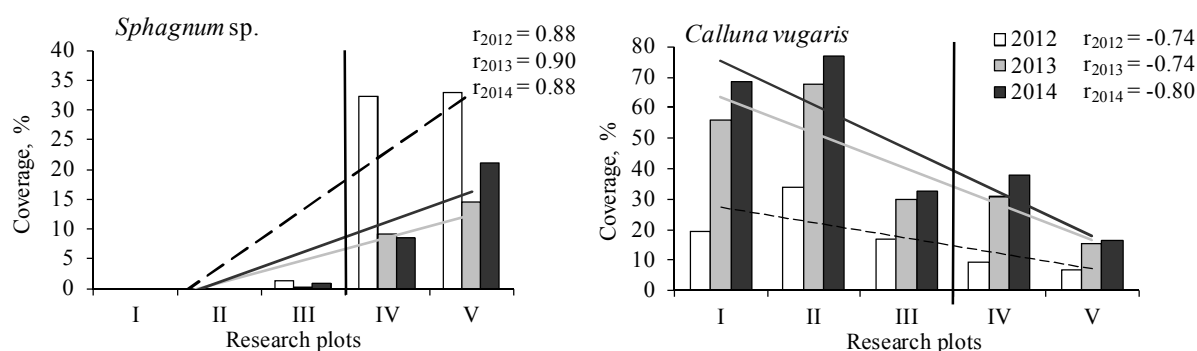 Sphagnum sp.
r2012 = 0.88
r2013 = 0.90
r2014 = 0.88
Coverage, %
40
35
30
25
20
15
10
5
0
I II III IV V
Research plots
Calluna vugaris
2012 r2012 = -0.74
2013 r2013 = -0.74
2014 r2014 = -0.80
Coverage, %
80
70
60
50
40
30
20
10
0
I II III IV V
Research plots